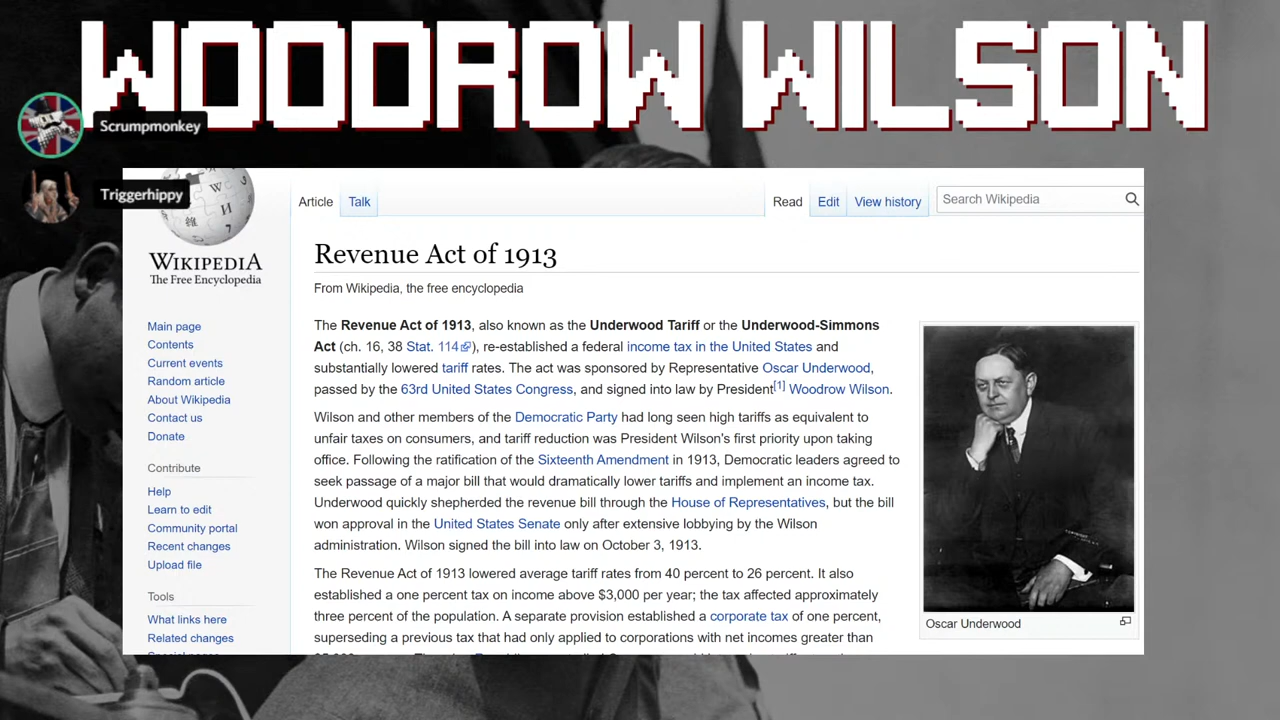 WOODROW WILSON
Scrumpmonkey
Triggerhippy
WIKIPEDIA
The Free Encyclopedia
Main page
Contents
Current events
Random article
About Wikipedia
Contact us
Donate
Contribute
Help
Learn to edit
Community portal
Recent changes
Upload file
Tools
What links here
Related changes
Article Talk Read Edit View history Search Wikipedia
Revenue Act of 1913
From Wikipedia, the free encyclopedia
The Revenue Act of 1913, also known as the Underwood Tariff or the Underwood-Simmons
Act (ch. 16, 38 Stat. 114), re-established a federal income tax in the United States and
substantially lowered tariff rates. The act was sponsored by Representative Oscar Underwood,
passed by the 63rd United States Congress, and signed into law by President[1] Woodrow Wilson.
Wilson and other members of the Democratic Party had long seen high tariffs as equivalent to
unfair taxes on consumers, and tariff reduction was President Wilson's first priority upon taking
office. Following the ratification of the Sixteenth Amendment in 1913, Democratic leaders agreed to
seek passage of a major bill that would dramatically lower tariffs and implement an income tax.
Underwood quickly shepherded the revenue bill through the House of Representatives, but the bill
won approval in the United States Senate only after extensive lobbying by the Wilson
administration. Wilson signed the bill into law on October 3, 1913.
The Revenue Act of 1913 lowered average tariff rates from 40 percent to 26 percent. It also
established a one percent tax on income above $3,000 per year; the tax affected approximately
three percent of the population. A separate provision established a corporate tax of one percent,
superseding a previous tax that had only applied to corporations with net incomes greater than
Oscar Underwood